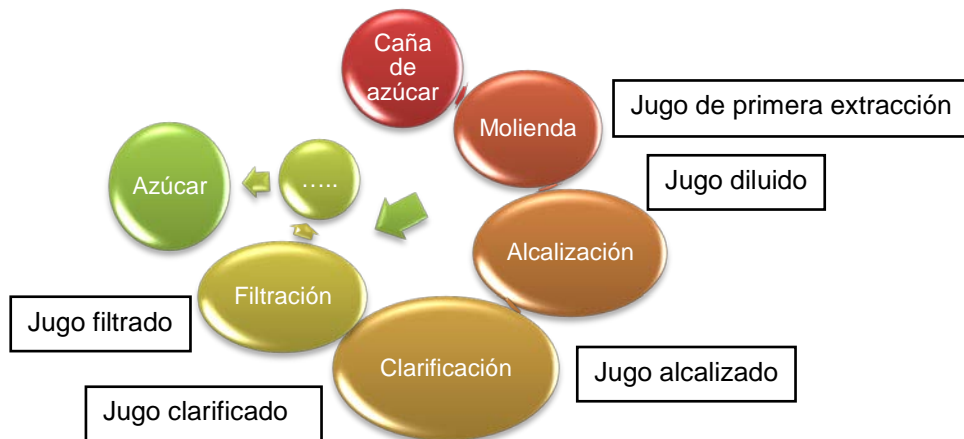 Caña
de
azúcar
Molienda
Jugo de primera extracción
Jugo diluido
Azúcar
.....
Alcalización
Filtración
Jugo filtrado
Clarificación
Jugo alcalizado
Jugo clarificado